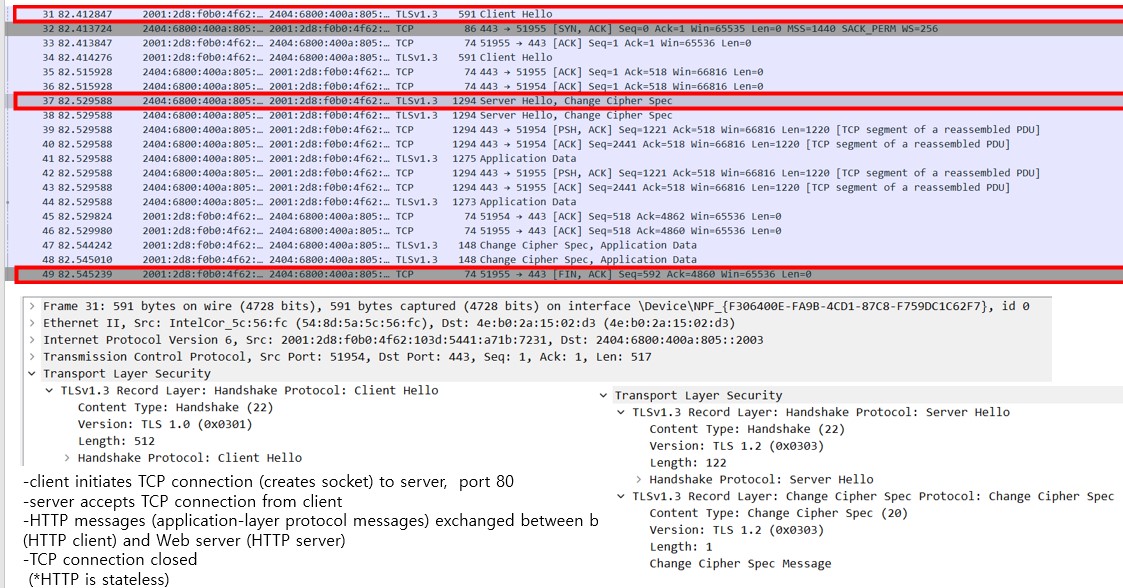 31 82.412847 2001:2d8:f0b0:4f62:… 2404:6800:400a:805:… TLSv1.3 591 Client Hello
32 82.413724 2404:6800:400a:805:… 2001:2d8:f0b0:4f62:… TCP 86 443 → 51955 [SYN, ACK] Seq=0 Ack=1 Win=65535 Len=0 MSS=1440 SACK_PERM WS=256
33 82.413847 2001:2d8:f0b0:4f62:… 2404:6800:400a:805:… TCP 74 51955 → 443 [ACK] Seq=1 Ack=1 Win=65536 Len=0
34 82.414276 2001:2d8:f0b0:4f62:… 2404:6800:400a:805:… TLSv1.3 591 Client Hello
35 82.515928 2404:6800:400a:805:… 2001:2d8:f0b0:4f62:… TCP 74 443 → 51955 [ACK] Seq=1 Ack=518 Win=66816 Len=0
36 82.515928 2404:6800:400a:805:… 2001:2d8:f0b0:4f62:… TCP 74 443 → 51954 [ACK] Seq=1 Ack=518 Win=66816 Len=0
37 82.529588 2404:6800:400a:805:… 2001:2d8:f0b0:4f62:… TLSv1.3 1294 Server Hello, Change Cipher Spec
38 82.529588 2404:6800:400a:805:… 2001:2d8:f0b0:4f62:… TLSv1.3 1294 Server Hello, Change Cipher Spec
39 82.529588 2404:6800:400a:805:… 2001:2d8:f0b0:4f62:… TCP 1294 443 → 51954 [PSH, ACK] Seq=1221 Ack=518 Win=66816 Len=1220 [TCP segment of a reassembled PDU]
40 82.529588 2404:6800:400a:805:… 2001:2d8:f0b0:4f62:… TCP 1294 443 → 51954 [ACK] Seq=2441 Ack=518 Win=66816 Len=1220 [TCP segment of a reassembled PDU]
41 82.529588 2404:6800:400a:805:… 2001:2d8:f0b0:4f62:… TLSv1.3 1275 Application Data
42 82.529588 2404:6800:400a:805:… 2001:2d8:f0b0:4f62:… TCP 1294 443 → 51955 [PSH, ACK] Seq=1221 Ack=518 Win=66816 Len=1220 [TCP segment of a reassembled PDU]
43 82.529588 2404:6800:400a:805:… 2001:2d8:f0b0:4f62:… TCP 1294 443 → 51955 [ACK] Seq=2441 Ack=518 Win=66816 Len=1220 [TCP segment of a reassembled PDU]
44 82.529588 2404:6800:400a:805:… 2001:2d8:f0b0:4f62:… TLSv1.3 1273 Application Data
45 82.529824 2001:2d8:f0b0:4f62:… 2404:6800:400a:805:… TCP 74 51954 → 443 [ACK] Seq=518 Ack=4862 Win=65536 Len=0
46 82.529980 2001:2d8:f0b0:4f62:… 2404:6800:400a:805:… TCP 74 51955 → 443 [ACK] Seq=518 Ack=4860 Win=65536 Len=0
47 82.544242 2001:2d8:f0b0:4f62:… 2404:6800:400a:805:… TLSv1.3 148 Change Cipher Spec, Application Data
48 82.545010 2001:2d8:f0b0:4f62:… 2404:6800:400a:805:… TLSv1.3 148 Change Cipher Spec, Application Data
49 82.545239 2001:2d8:f0b0:4f62:… 2404:6800:400a:805:… TCP 74 51955 → 443 [FIN, ACK] Seq=592 Ack=4860 Win=65536 Len=0
Frame 31: 591 bytes on wire (4728 bits), 591 bytes captured (4728 bits) on interface \Device\NPF_{F306400E-FA9B-4CD1-87C8-F759DC1C62F7}, id 0
Ethernet II, Src: IntelCor_5c:56:fc (54:8d:5a:5c:56:fc), Dst: 4e:b0:2a:15:02:d3 (4e:b0:2a:15:02:d3)
Internet Protocol Version 6, Src: 2001:2d8:f0b0:4f62:103d:5441:a71b:7231, Dst: 2404:6800:400a:805::2003
Transmission Control Protocol, Src Port: 51954, Dst Port: 443, Seq: 1, Ack: 1, Len: 517
Transport Layer Security
TLSv1.3 Record Layer: Handshake Protocol: Client Hello
Content Type: Handshake (22)
Version: TLS 1.0 (0x0301)
Length: 512
Handshake Protocol: Client Hello
-client initiates TCP connection (creates socket) to server, port 80
-server accepts TCP connection from client
-HTTP messages (application-layer protocol messages) exchanged between b
(HTTP client) and Web server (HTTP server)
-TCP connection closed
(*HTTP is stateless)
Transport Layer Security
TLSv1.3 Record Layer: Handshake Protocol: Server Hello
Content Type: Handshake (22)
Version: TLS 1.2 (0x0303)
Length: 122
Handshake Protocol: Server Hello
TLSv1.3 Record Layer: Change Cipher Spec Protocol: Change Cipher Spec
Content Type: Change Cipher Spec (20)
Version: TLS 1.2 (0x0303)
Length: 1
Change Cipher Spec Message